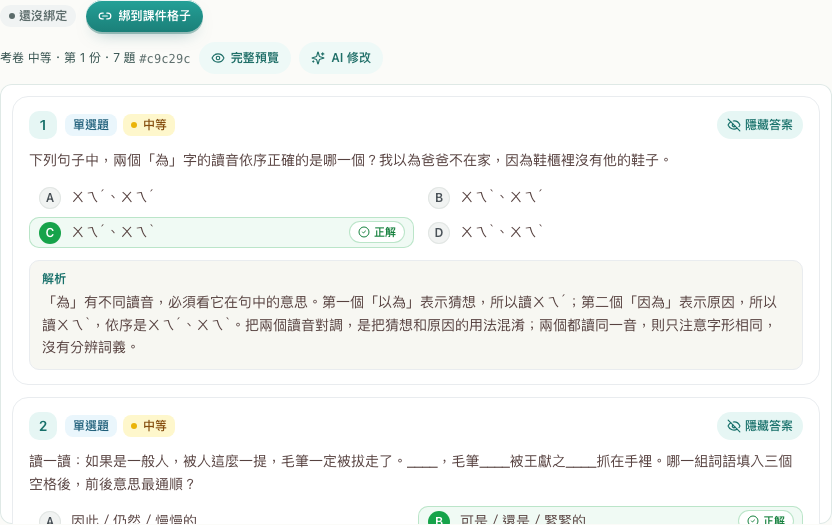 還沒綁定 綁到課件格子
考卷 中等・第 1 份・7 題 #c9c29c 完整預覽 AI 修改
1 單選題 中等 隱藏答案
下列句子中，兩個「為」字的讀音依序正確的是哪一個？我以為爸爸不在家，因為鞋櫃裡沒有他的鞋子。
A ㄨㄟˊ、ㄨㄟˊ B ㄨㄟˋ、ㄨㄟˊ
C ㄨㄟˊ、ㄨㄟˋ 正解 D ㄨㄟˋ、ㄨㄟˋ
解析
「為」有不同讀音，必須看它在句中的意思。第一個「以為」表示猜想，所以讀ㄨㄟˊ；第二個「因為」表示原因，所以
讀ㄨㄟˋ，依序是ㄨㄟˊ、ㄨㄟˋ。把兩個讀音對調，是把猜想和原因的用法混淆；兩個都讀同一音，則只注意字形相同，
沒有分辨詞義。
2 單選題 中等 隱藏答案
讀一讀：如果是一般人，被人這麼一提，毛筆一定被拔走了。____，毛筆____被王獻之____抓在手裡。哪一組詞語填入三個
空格後，前後意思最通順？
A 因此 / 仍然 / 慢慢的 B 可是 / 還是 / 緊緊的 正解